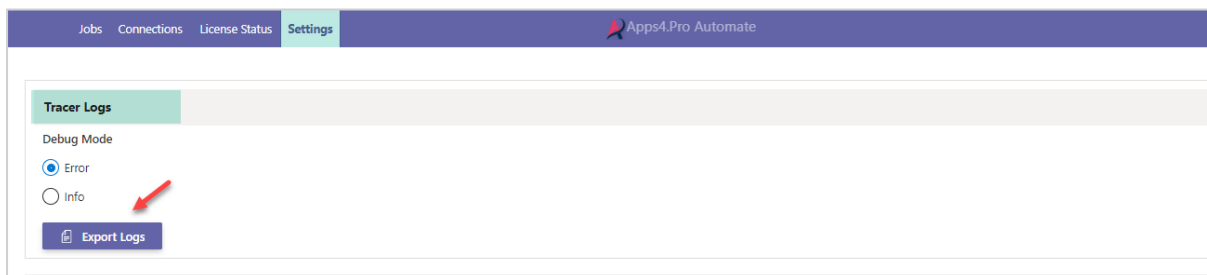 Jobs Connections License Status Settings Apps4.Pro Automate
Tracer Logs
Debug Mode
Error
Info
Export Logs